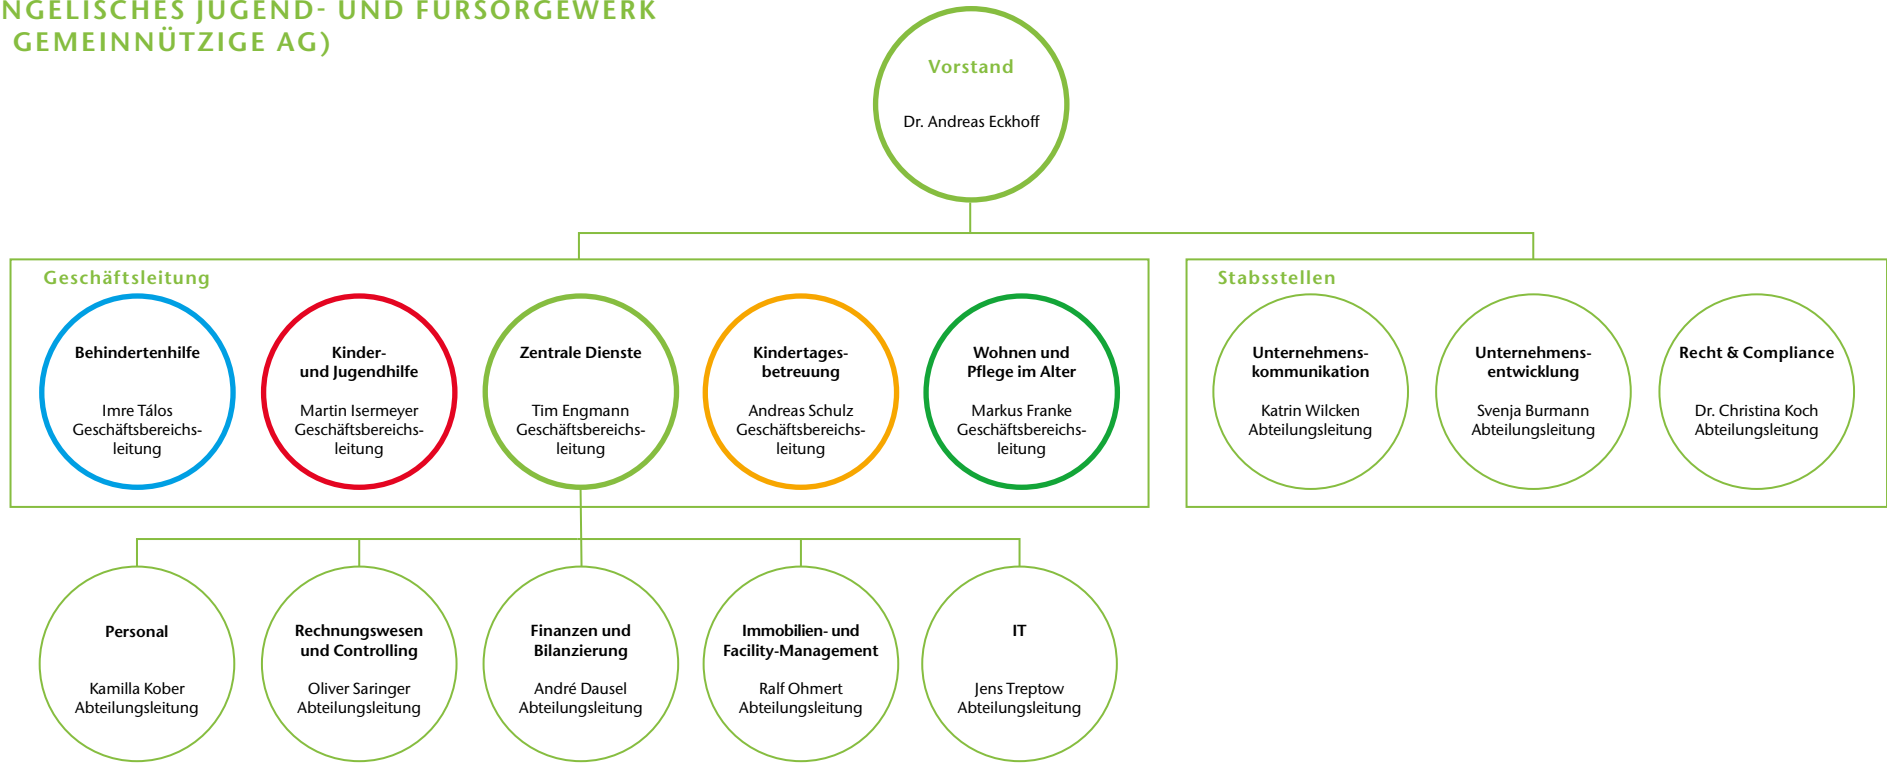 NGELISCHES JUGEND- UND FÜRSORGEWERK
GEMEINNÜTZIGE AG)
Vorstand
Dr. Andreas Eckhoff
Geschäftsleitung
Behindertenhilfe
Imre Tálos
Geschäftsbereichs-
leitung
Kinder-
und Jugendhilfe
Martin Isermeyer
Geschäftsbereichs-
leitung
Zentrale Dienste
Tim Engmann
Geschäftsbereichs-
leitung
Kindertages-
betreuung
Andreas Schulz
Geschäftsbereichs-
leitung
Wohnen und
Pflege im Alter
Markus Franke
Geschäftsbereichs-
leitung
Stabsstellen
Unternehmens-
kommunikation
Katrin Wilcken
Abteilungsleitung
Unternehmens-
entwicklung
Svenja Burmann
Abteilungsleitung
Recht & Compliance
Dr. Christina Koch
Abteilungsleitung
Personal
Kamilla Kober
Abteilungsleitung
Rechnungswesen
und Controlling
Oliver Saringer
Abteilungsleitung
Finanzen und
Bilanzierung
André Dausel
Abteilungsleitung
Immobilien- und
Facility-Management
Ralf Ohmert
Abteilungsleitung
IT
Jens Treptow
Abteilungsleitung